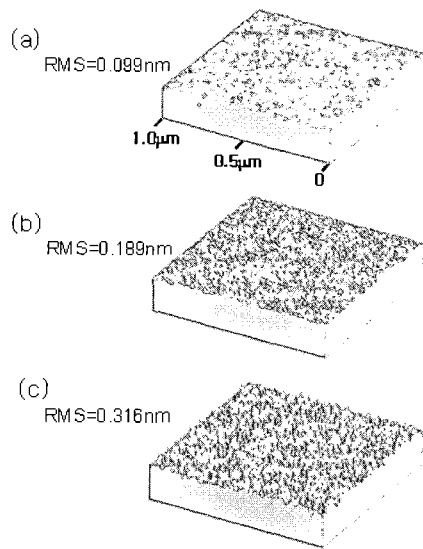 (a)
RMS=0.099nm
1.0μm
0.5μm
0
(b)
RMS=0.189nm
(c)
RMS=0.316nm